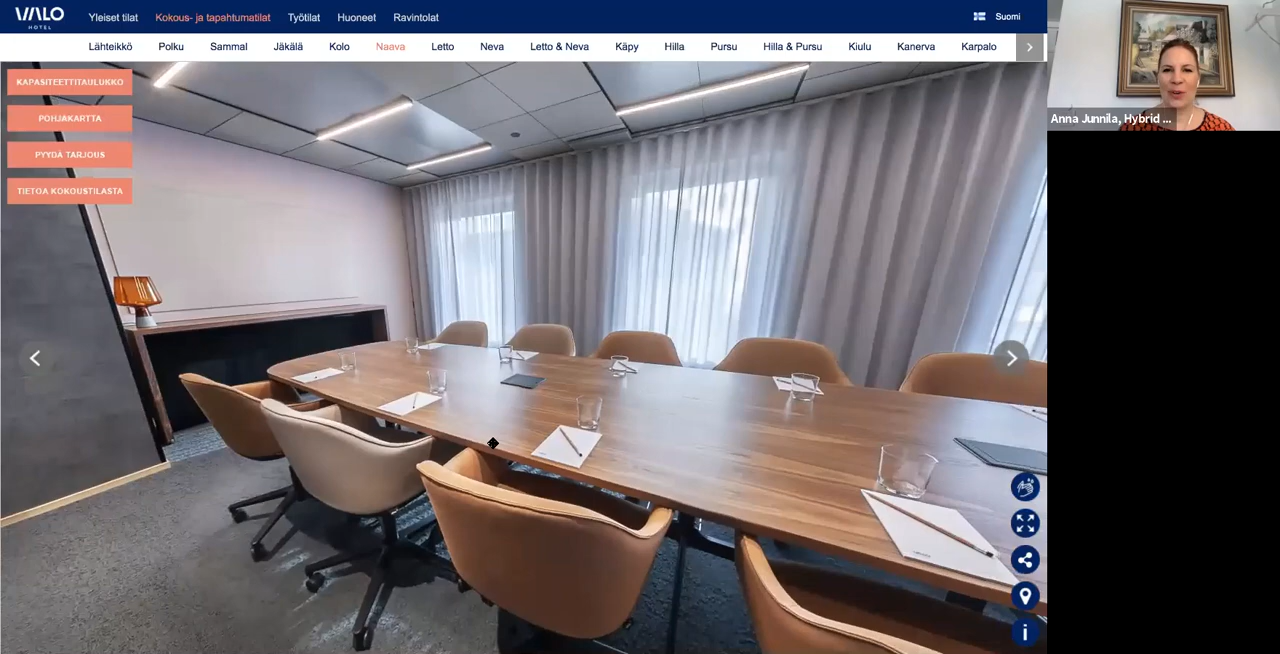 VALO
HOTEL
Yleiset tilat
Kokous- ja tapahtumatilat
Työtilat
Huoneet
Ravintolat
Suomi
Lähteikkö
Polku
Sammal
Jäkälä
Kolo
Naava
Letto
Neva
Letto & Neva
Käpy
Hilla
Pursu
Hilla & Pursu
Kiulu
Kanerva
Karpalo
KAPASITEETTITAULUKKO
POHJAKARTTA
PYYDÄ TARJOUS
TIETOA KOKOUSTILASTA
Anna Junnila, Hybrid ...